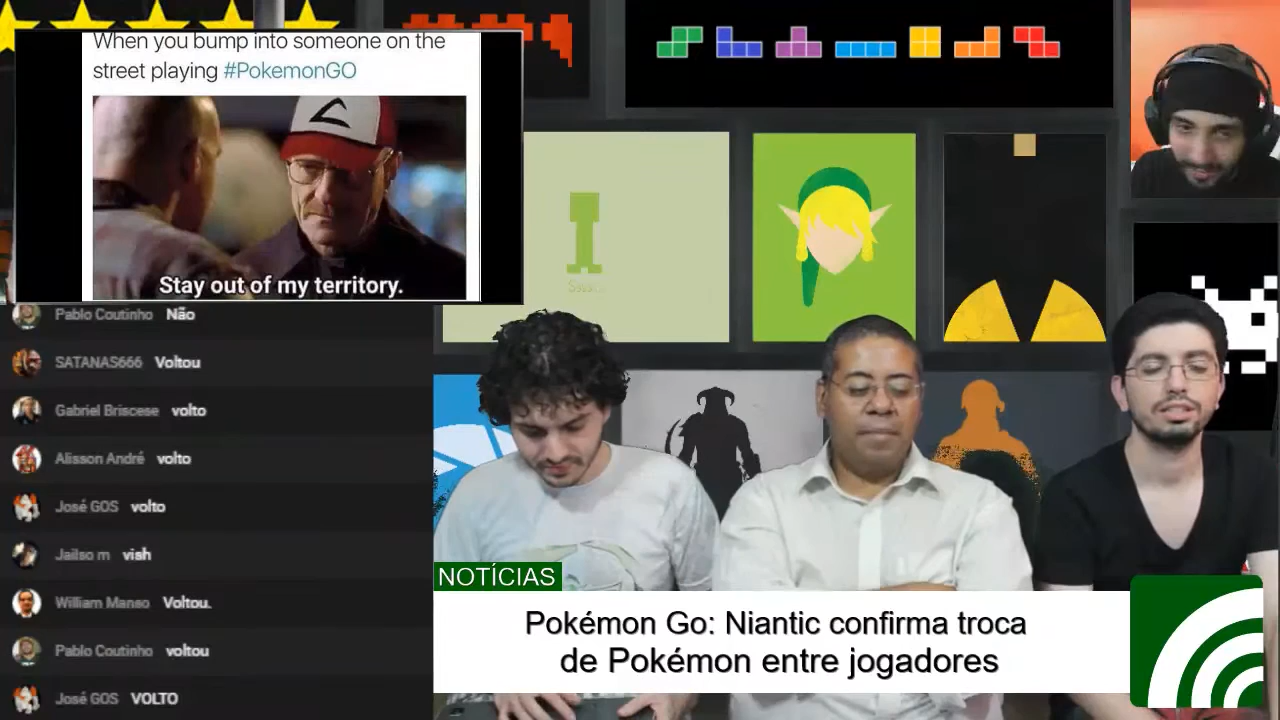 When you bump into someone on the
street playing #PokemonGO
Stay out of my territory.
Pablo Coutinho Não
SATANAS666 Voltou
Gabriel Briscese volto
Alisson André volto
José GOS volto
Jailso m vish
William Manso Voltou.
Pablo Coutinho voltou
José GOS VOLTO
NOTÍCIAS
Pokémon Go: Niantic confirma troca
de Pokémon entre jogadores